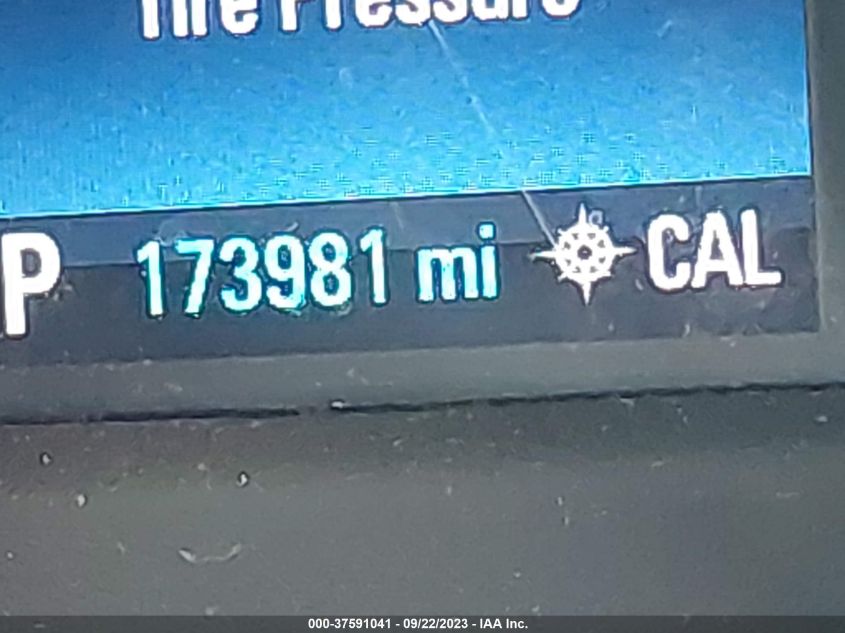 Tire Pressure
P 173981 mi CAL
000-37591041 - 09/22/2023 - IAA Inc.